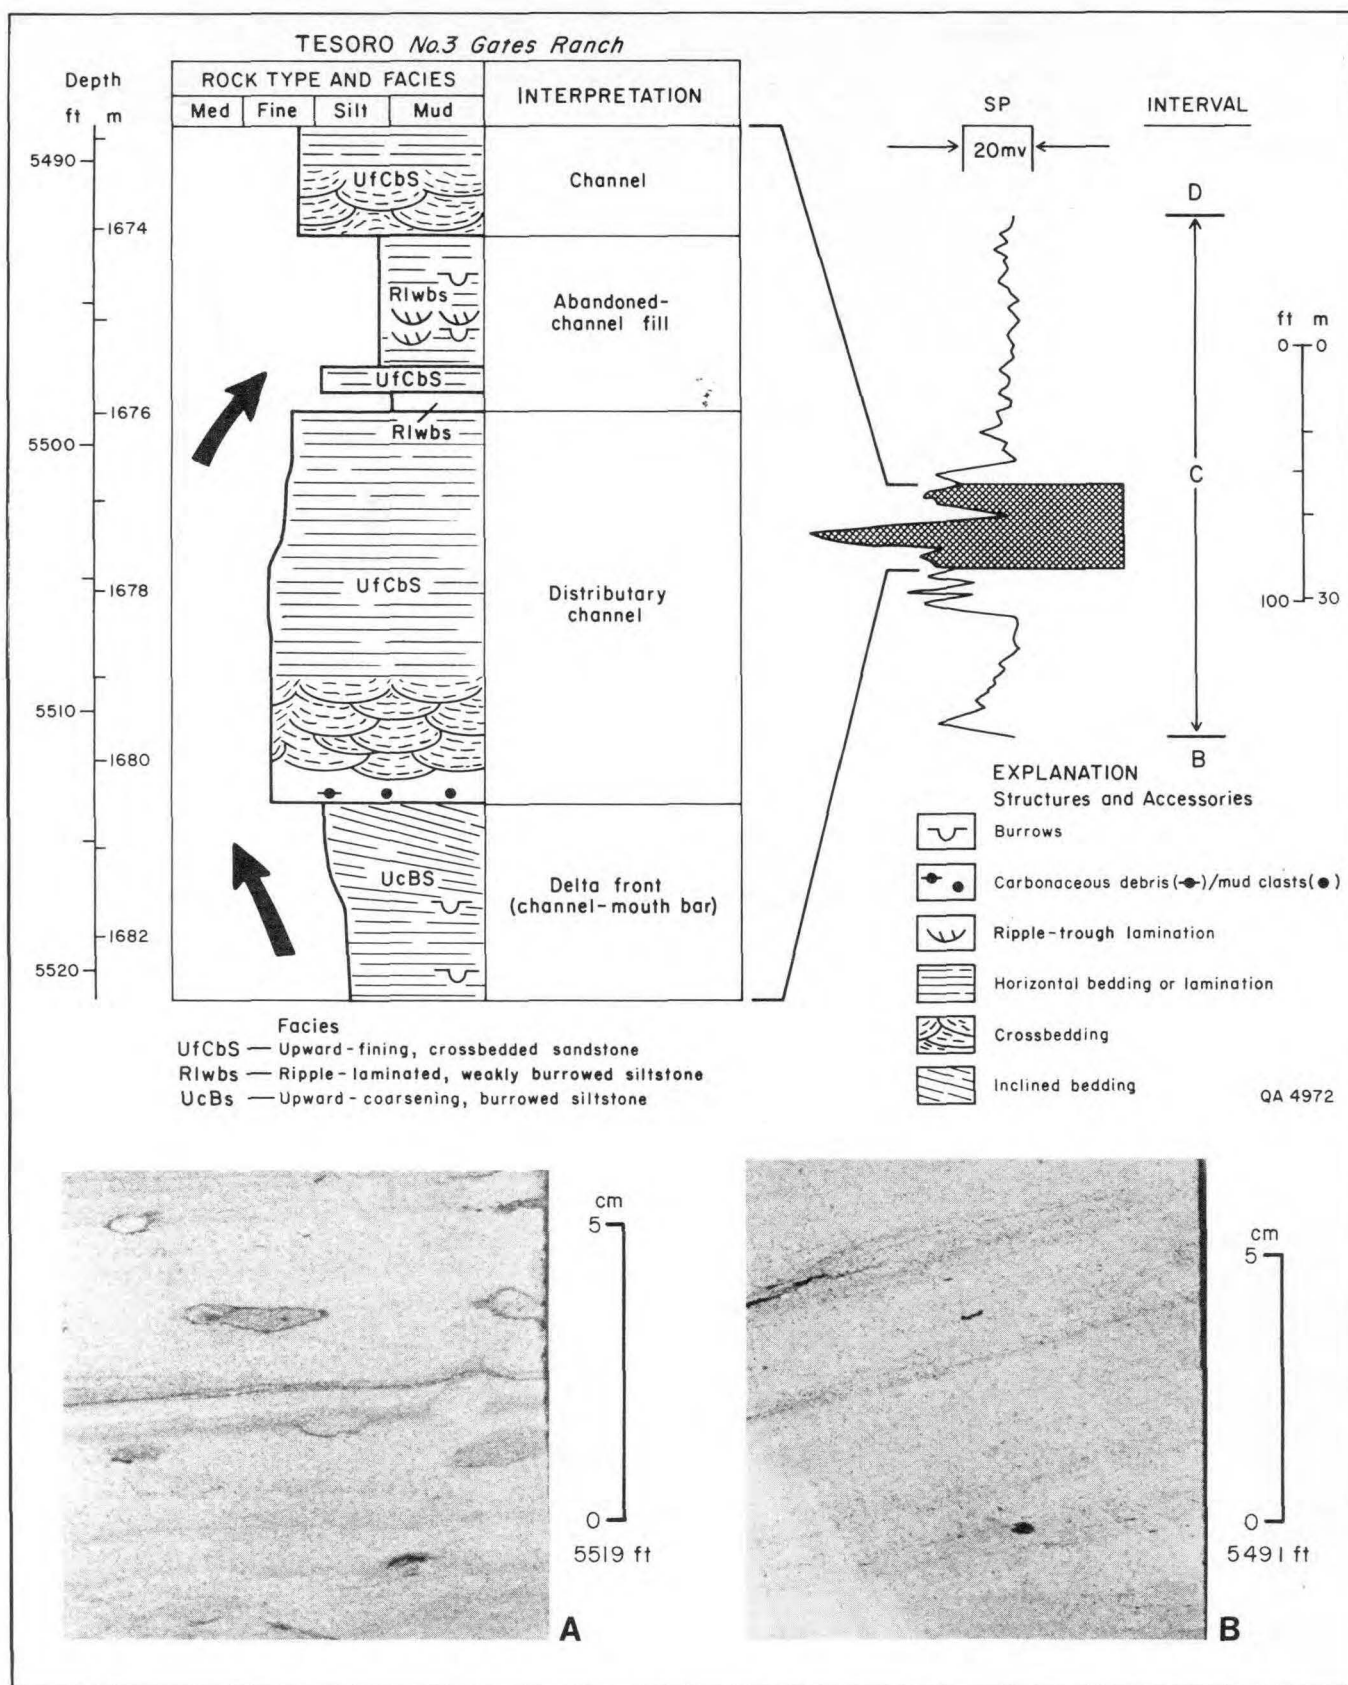 TESORO No.3 Gates Ranch
Depth
ft m
ROCK TYPE AND FACIES
INTERPRETATION
Med Fine Silt Mud
SP
INTERVAL
20mv
5490
1674
1676
5500
1678
5510
1680
1682
5520
UfCbS
Channel
Rlwbs
Abandoned-
channel fill
UfCbS
Rlwbs
UfCbS
Distributary
channel
UcBS
Delta front
(channel-mouth bar)
D
C
B
ft m
0 0
100 30
EXPLANATION
Structures and Accessories
Burrows
Carbonaceous debris( )/mud clasts( )
Ripple-trough lamination
Horizontal bedding or lamination
Crossbedding
Inclined bedding
QA 4972
Facies
UfCbS — Upward-fining, crossbedded sandstone
Rlwbs — Ripple-laminated, weakly burrowed siltstone
UcBs — Upward-coarsening, burrowed siltstone
cm
5
0
5519 ft
A
cm
5
0
5491 ft
B